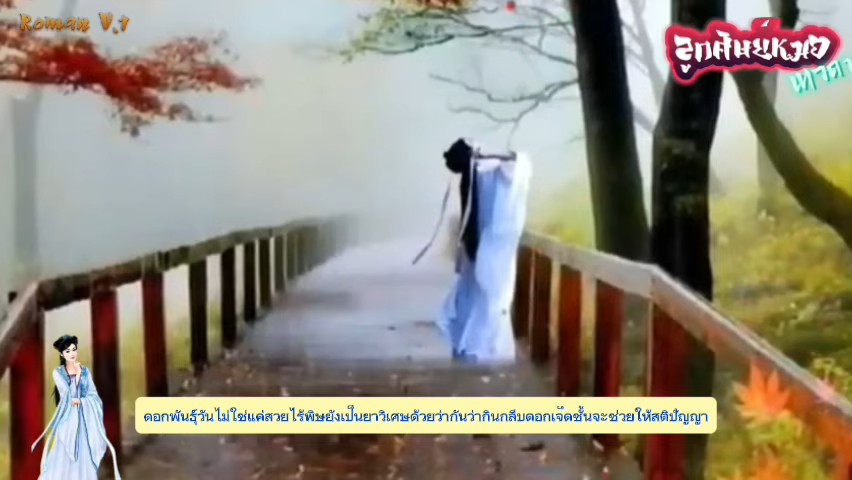 Roman V.1
ลูกศิษย์หมอ
เทวดา
ดอกพันธุ์วันไม่ใช่แค่สวยไร้พิษยังเป็นยาวิเศษด้วยว่ากันว่ากินกลีบดอกเจ็ดชั้นจะช่วยให้สติปัญญา